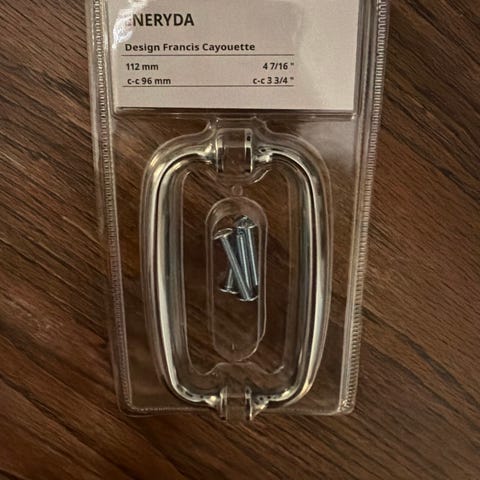 ENERYDA
Design Francis Cayouette
112 mm 4 7/16 "
c-c 96 mm c-c 3 3/4 "